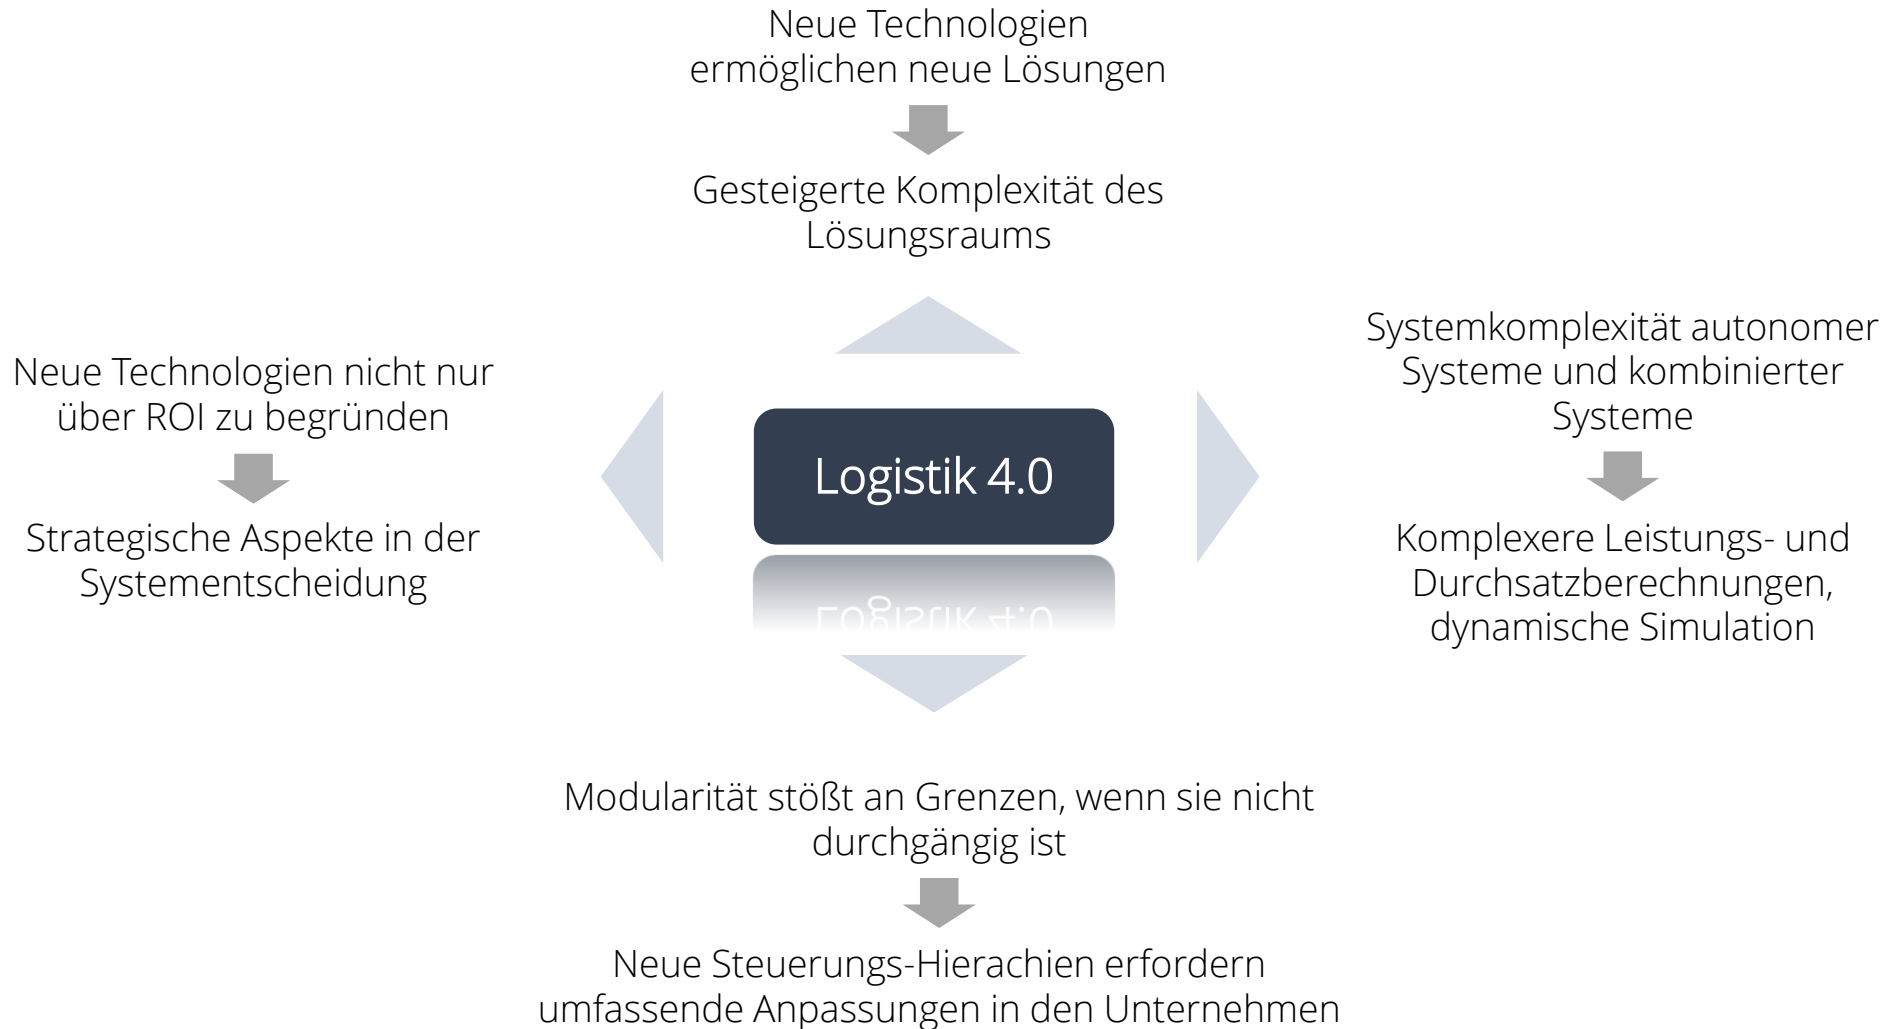 Neue Technologien
ermöglichen neue Lösungen
Gesteigerte Komplexität des
Lösungsraums
Neue Technologien nicht nur
über ROI zu begründen
Strategische Aspekte in der
Systementscheidung
Logistik 4.0
Systemkomplexität autonomer
Systeme und kombinierter
Systeme
Komplexere Leistungs- und
Durchsatzberechnungen,
dynamische Simulation
Modularität stößt an Grenzen, wenn sie nicht
durchgängig ist
Neue Steuerungs-Hierachien erfordern
umfassende Anpassungen in den Unternehmen